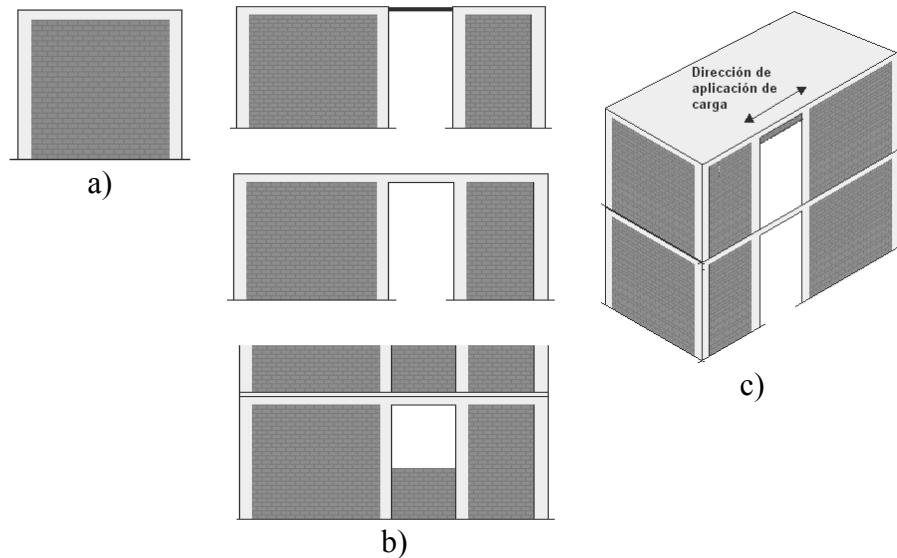 Dirección de
aplicación de
carga
a)
c)
b)